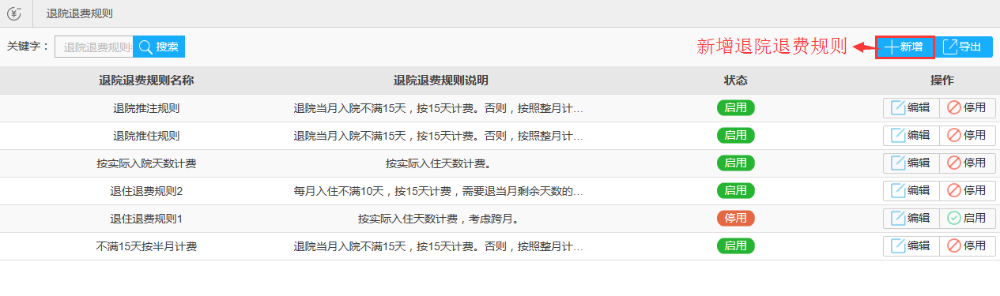 退院退费规则
关键字： 退院退费规则 搜索 新增退院退费规则 新增 导出
退院退费规则名称 退院退费规则说明 状态 操作
退院推注规则 退院当月入院不满15天，按15天计费。否则，按照整月计… 启用 编辑 停用
退院推住规则 退院当月入院不满15天，按15天计费。否则，按照整月计… 启用 编辑 停用
按实际入院天数计费 按实际入住天数计费。 启用 编辑 停用
退住退费规则2 每月入住不满10天，按15天计费，需要退当月剩余天数的… 启用 编辑 停用
退住退费规则1 按实际入住天数计费，考虑跨月。 停用 编辑 启用
不满15天按半月计费 退院当月入院不满15天，按15天计费。否则，按照整月计… 启用 编辑 停用